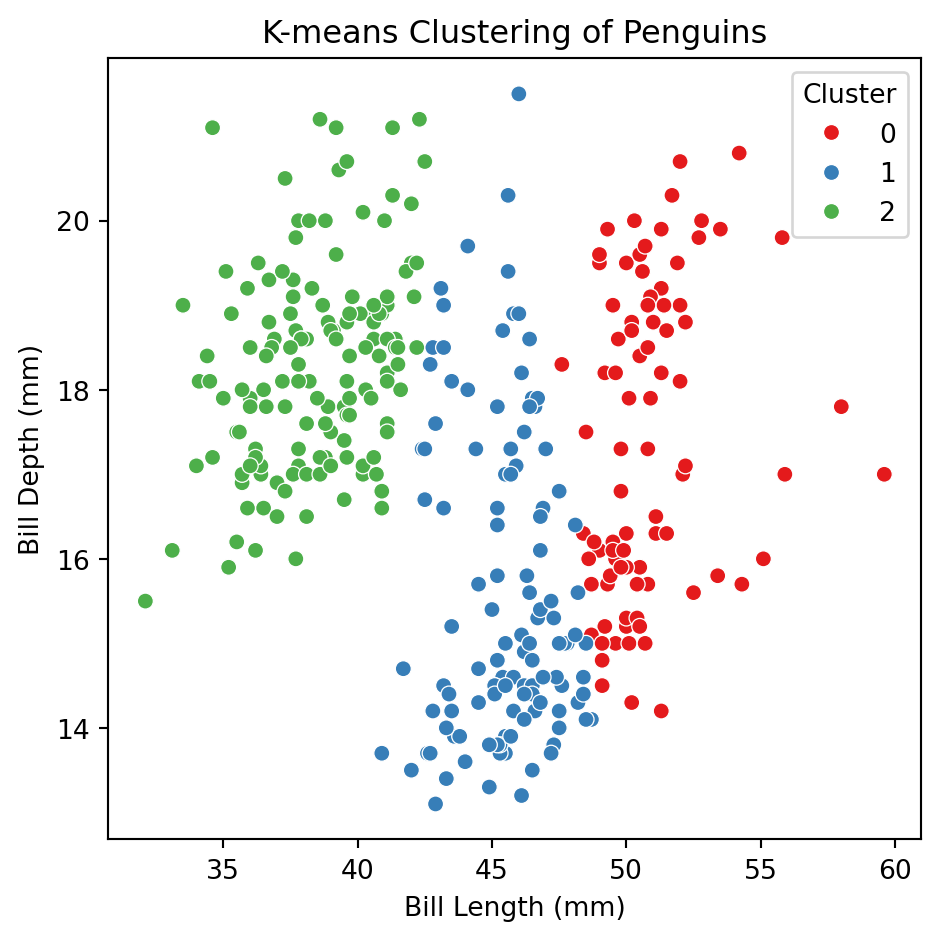 K-means Clustering of Penguins
Cluster
0
1
2
20
18
16
14
Bill Depth (mm)
35 40 45 50 55 60
Bill Length (mm)